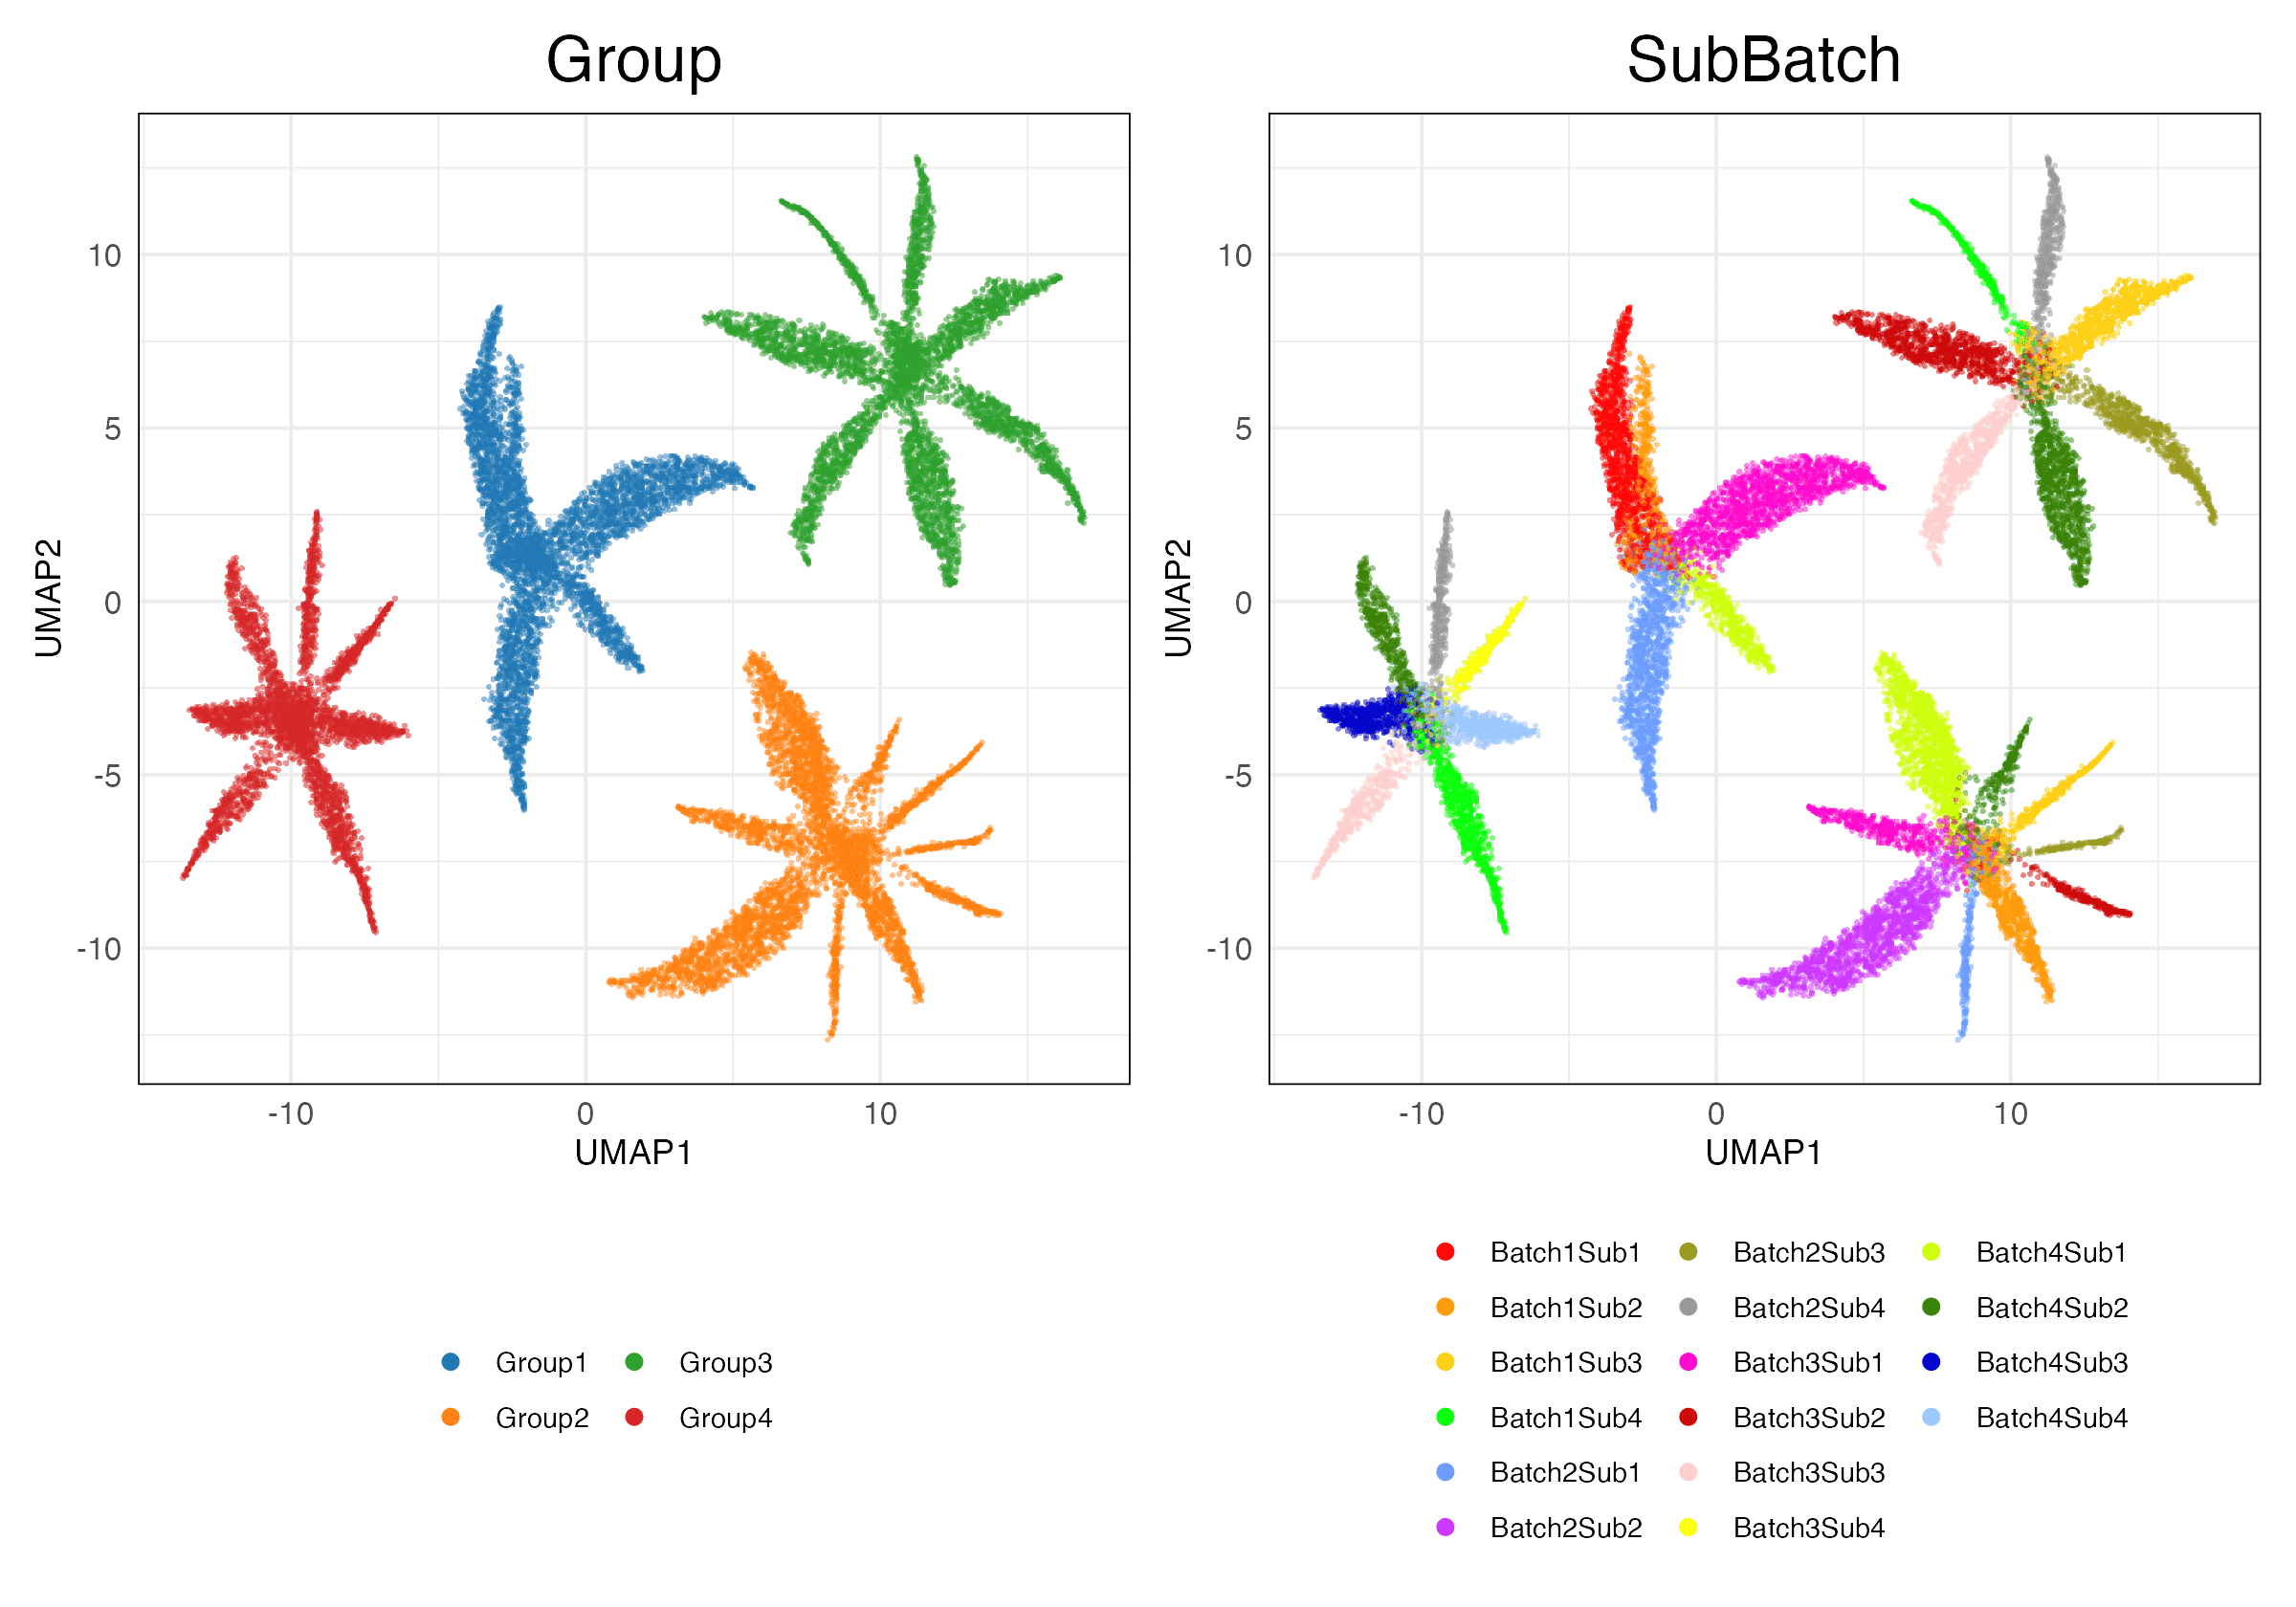 Group
SubBatch
10
5
0
-5
-10
UMAP2
-10 0 10
UMAP1
10
5
0
-5
-10
UMAP2
-10 0 10
UMAP1
Group1 Group3
Group2 Group4
Batch1Sub1 Batch2Sub3 Batch4Sub1
Batch1Sub2 Batch2Sub4 Batch4Sub2
Batch1Sub3 Batch3Sub1 Batch4Sub3
Batch1Sub4 Batch3Sub2 Batch4Sub4
Batch2Sub1 Batch3Sub3
Batch2Sub2 Batch3Sub4